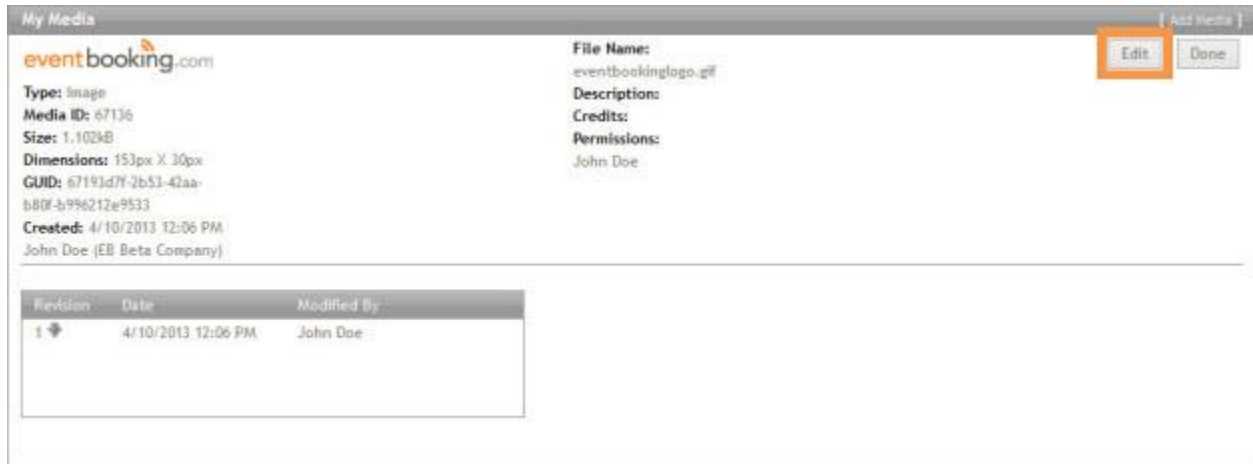 My Media
[ Add Media ]
eventbooking.com
Type: Image
Media ID: 67136
Size: 1.102kB
Dimensions: 153px X 30px
GUID: 67193d7f-2b53-42aa-
b80f-b996212e9533
Created: 4/10/2013 12:06 PM
John Doe (EB Beta Company)
File Name:
eventbookinglogo.gif
Description:
Credits:
Permissions:
John Doe
Edit
Done
Revision Date Modified By
1 4/10/2013 12:06 PM John Doe